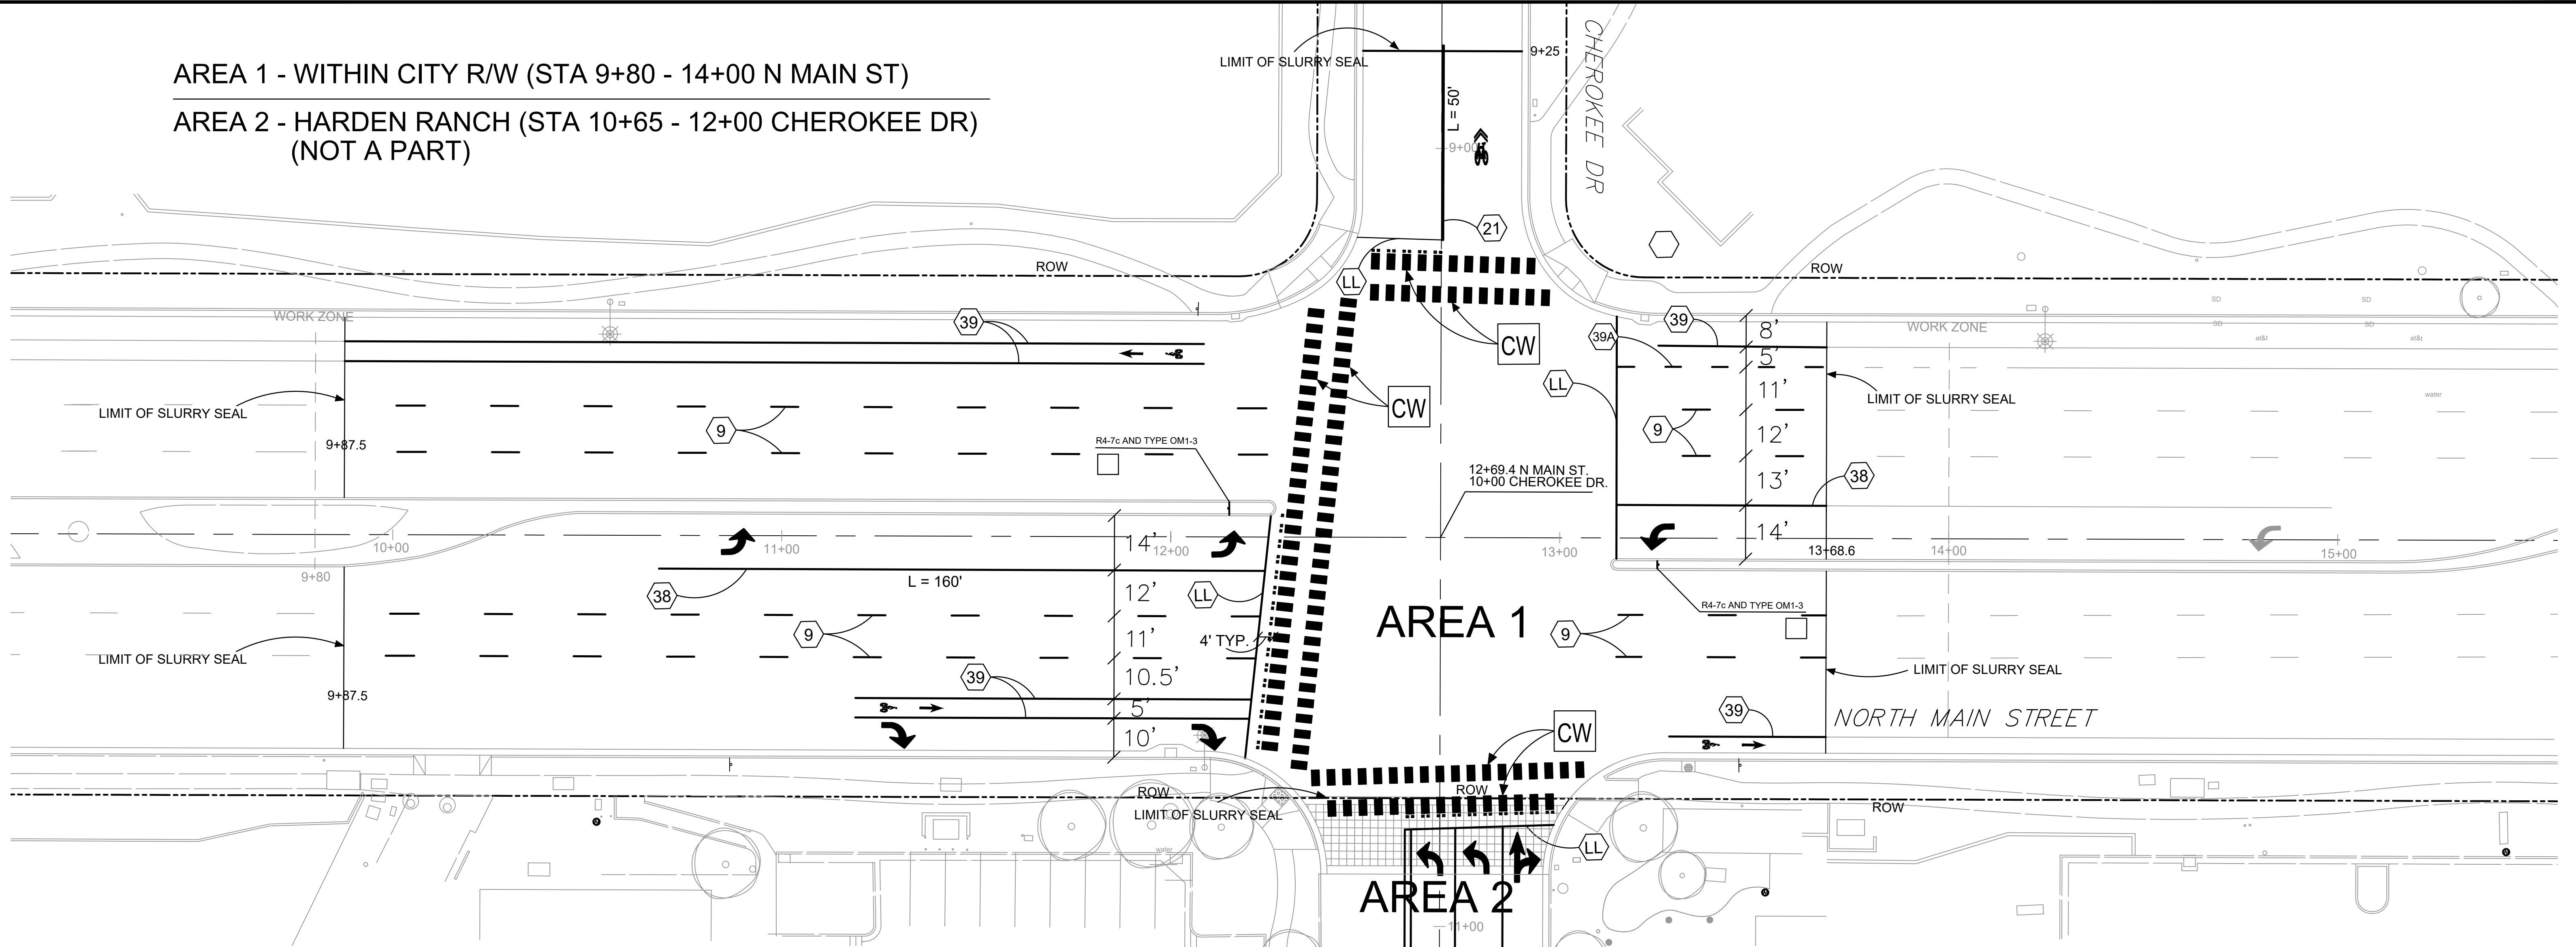 AREA 1 - WITHIN CITY R/W (STA 9+80 - 14+00 N MAIN ST)
AREA 2 - HARDEN RANCH (STA 10+65 - 12+00 CHEROKEE DR)
(NOT A PART)
LIMIT OF SLURRY SEAL
9+25
CHEROKEE DR
L = 50'
9+00
21
ROW
ROW
LL
SD
SD
SD
SD
at&t
at&t
water
WORK ZONE
39
CW
39A
39
8'
5'
11'
12'
13'
14'
WORK ZONE
LL
LIMIT OF SLURRY SEAL
LIMIT OF SLURRY SEAL
CW
9
9
9+87.5
R4-7c AND TYPE OM1-3
12+69.4 N MAIN ST.
10+00 CHEROKEE DR.
38
10+00
11+00
12+00
13+00
13+68.6
14+00
15+00
9+80
14'
12'
11'
10.5'
5'
10'
38
L = 160'
LL
R4-7c AND TYPE OM1-3
9
4' TYP.
AREA 1
9
LIMIT OF SLURRY SEAL
LIMIT OF SLURRY SEAL
9+87.5
39
39
NORTH MAIN STREET
CW
ROW
ROW
ROW
LIMIT OF SLURRY SEAL
water
LL
AREA 2
11+00